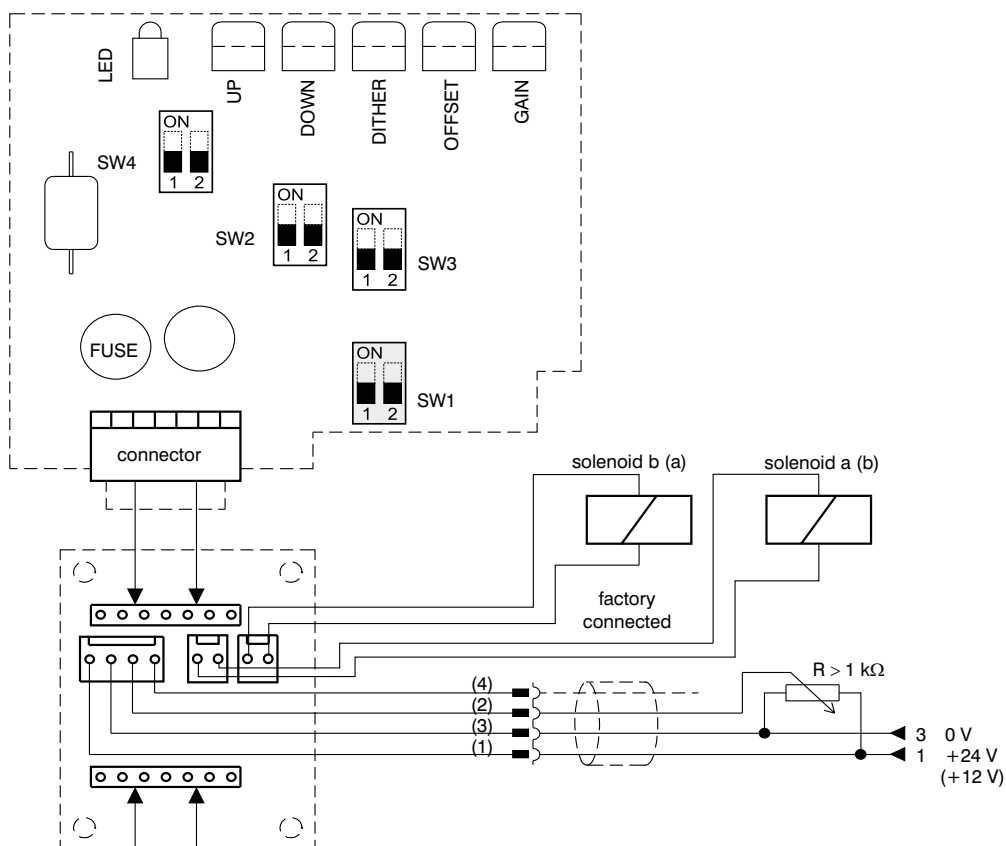 LED
UP
DOWN
DITHER
OFFSET
GAIN
ON
1 2
SW4
ON
1 2
SW2
ON
1 2
SW3
FUSE
ON
1 2
SW1
connector
solenoid b (a)
solenoid a (b)
factory
connected
R > 1 kΩ
(4)
(2)
(3)
(1)
3 0 V
1 +24 V
(+12 V)